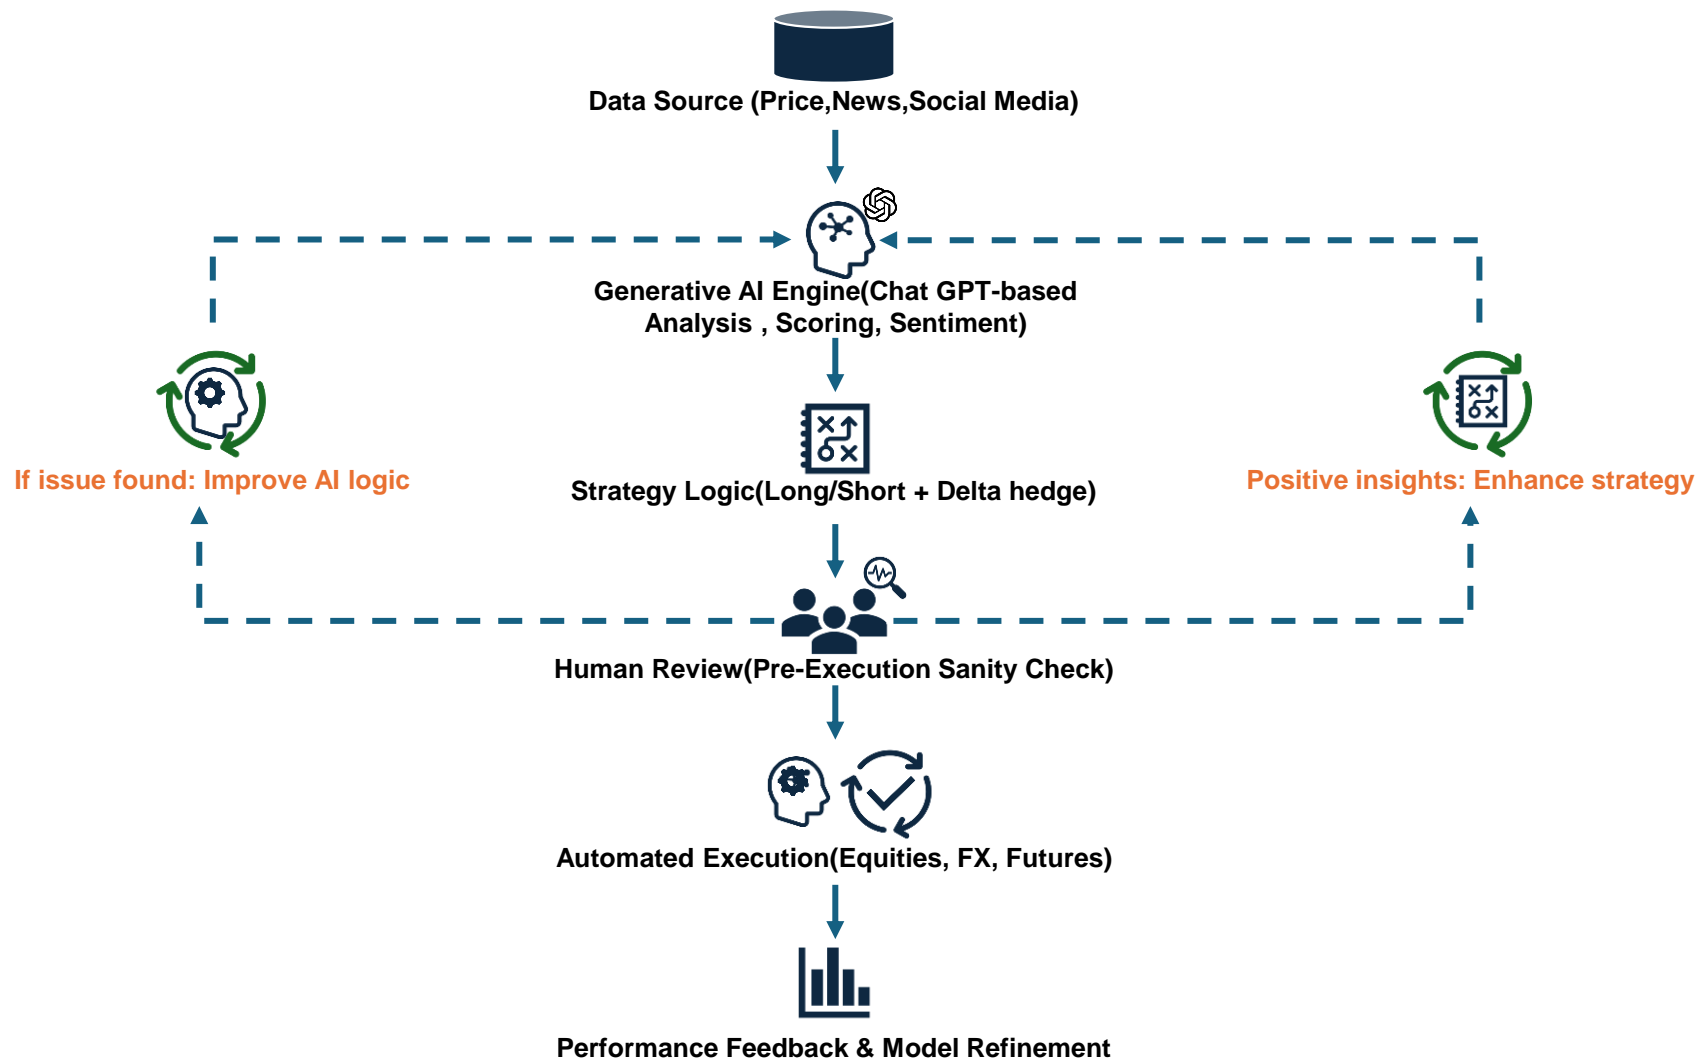 Data Source (Price,News,Social Media)
Generative AI Engine(Chat GPT-based
Analysis , Scoring, Sentiment)
If issue found: Improve AI logic
Strategy Logic(Long/Short + Delta hedge)
Positive insights: Enhance strategy
Human Review(Pre-Execution Sanity Check)
Automated Execution(Equities, FX, Futures)
Performance Feedback & Model Refinement